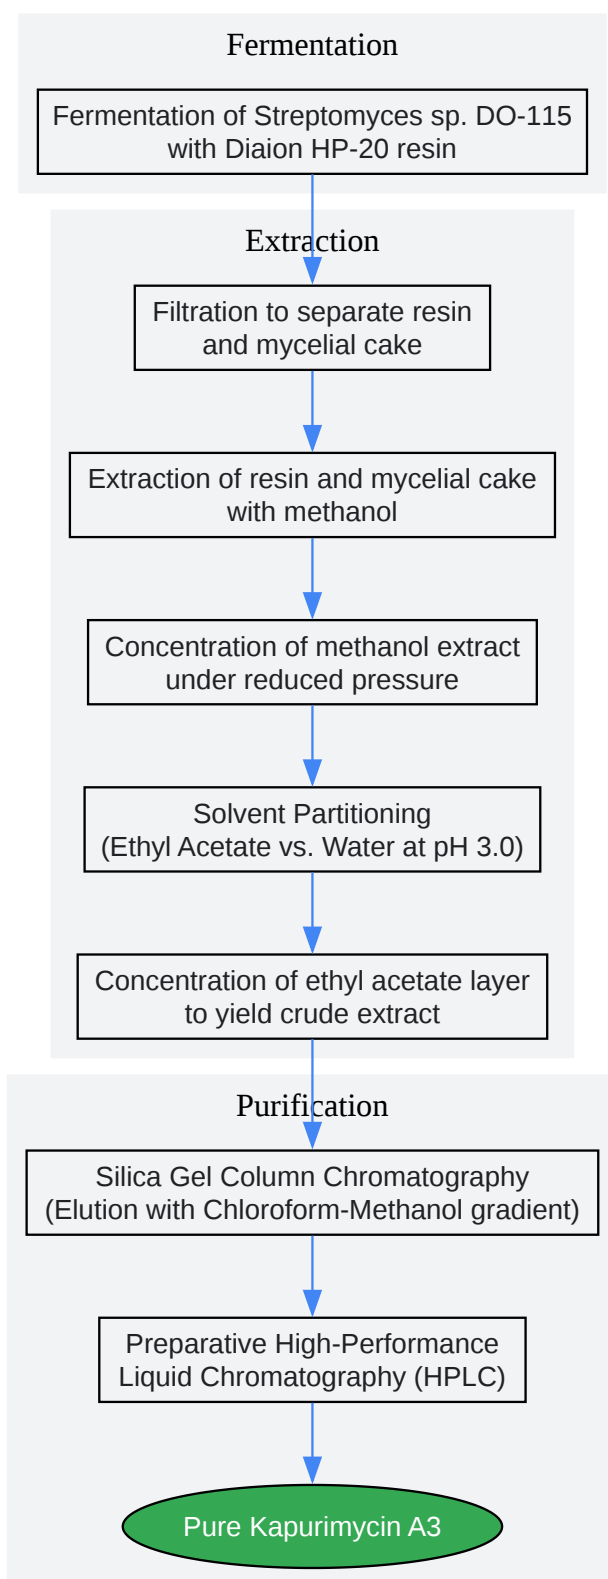 Fermentation
Fermentation of Streptomyces sp. DO-115
with Diaion HP-20 resin
Extraction
Filtration to separate resin
and mycelial cake
Extraction of resin and mycelial cake
with methanol
Concentration of methanol extract
under reduced pressure
Solvent Partitioning
(Ethyl Acetate vs. Water at pH 3.0)
Concentration of ethyl acetate layer
to yield crude extract
Purification
Silica Gel Column Chromatography
(Elution with Chloroform-Methanol gradient)
Preparative High-Performance
Liquid Chromatography (HPLC)
Pure Kapurimycin A3